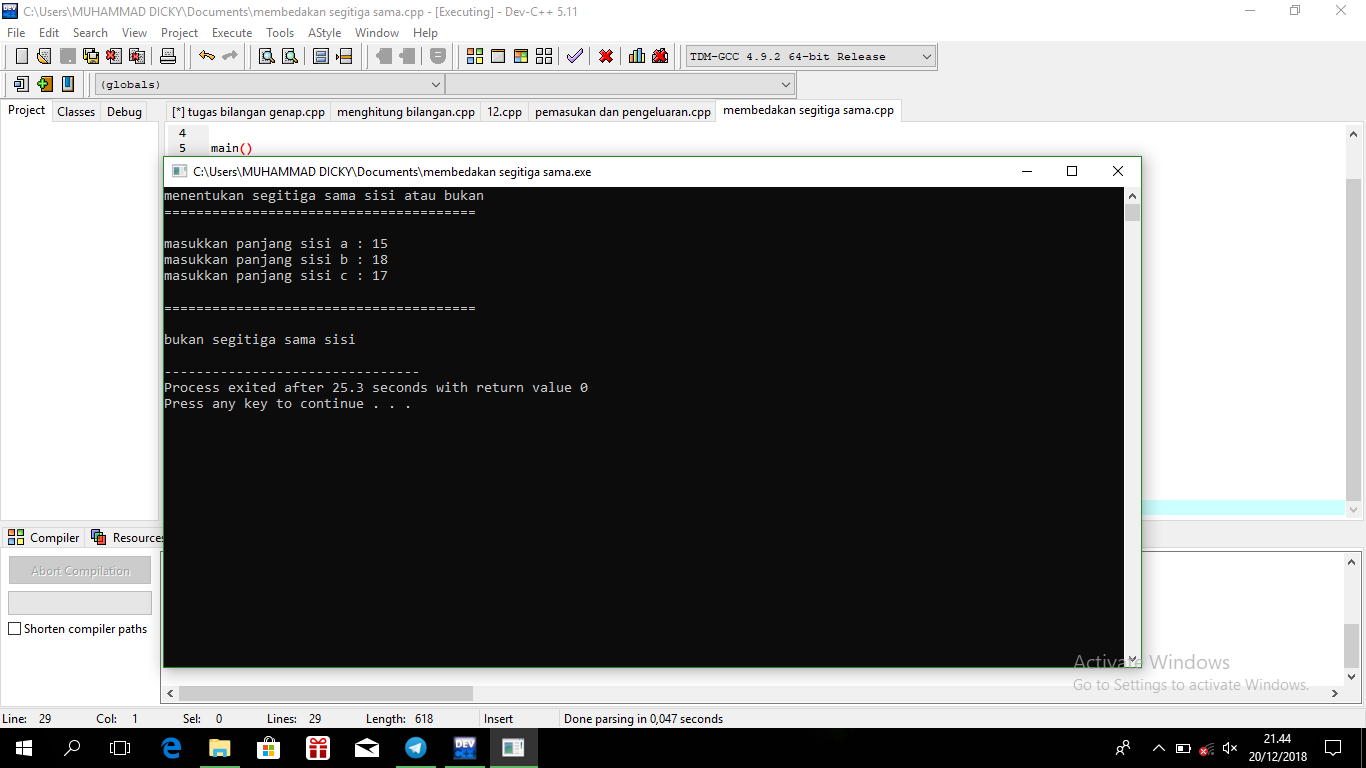 C:\Users\MUHAMMAD DICKY\Documents\membedakan segitiga sama.cpp - [Executing] - Dev-C++ 5.11
File Edit Search View Project Execute Tools AStyle Window Help
TDM-GCC 4.9.2 64-bit Release
(globals)
Project Classes Debug [*] tugas bilangan genap.cpp menghitung bilangan.cpp 12.cpp pemasukan dan pengeluaran.cpp membedakan segitiga sama.cpp
4
5 main()
C:\Users\MUHAMMAD DICKY\Documents\membedakan segitiga sama.exe
menentukan segitiga sama sisi atau bukan
=======================================
masukkan panjang sisi a : 15
masukkan panjang sisi b : 18
masukkan panjang sisi c : 17
=======================================
bukan segitiga sama sisi
--------------------------------
Process exited after 25.3 seconds with return value 0
Press any key to continue . . .
Compiler Resources
Abort Compilation
Shorten compiler paths
Activate Windows
Go to Settings to activate Windows.
Line: 29 Col: 1 Sel: 0 Lines: 29 Length: 618 Insert Done parsing in 0,047 seconds
DEV
21.44
20/12/2018